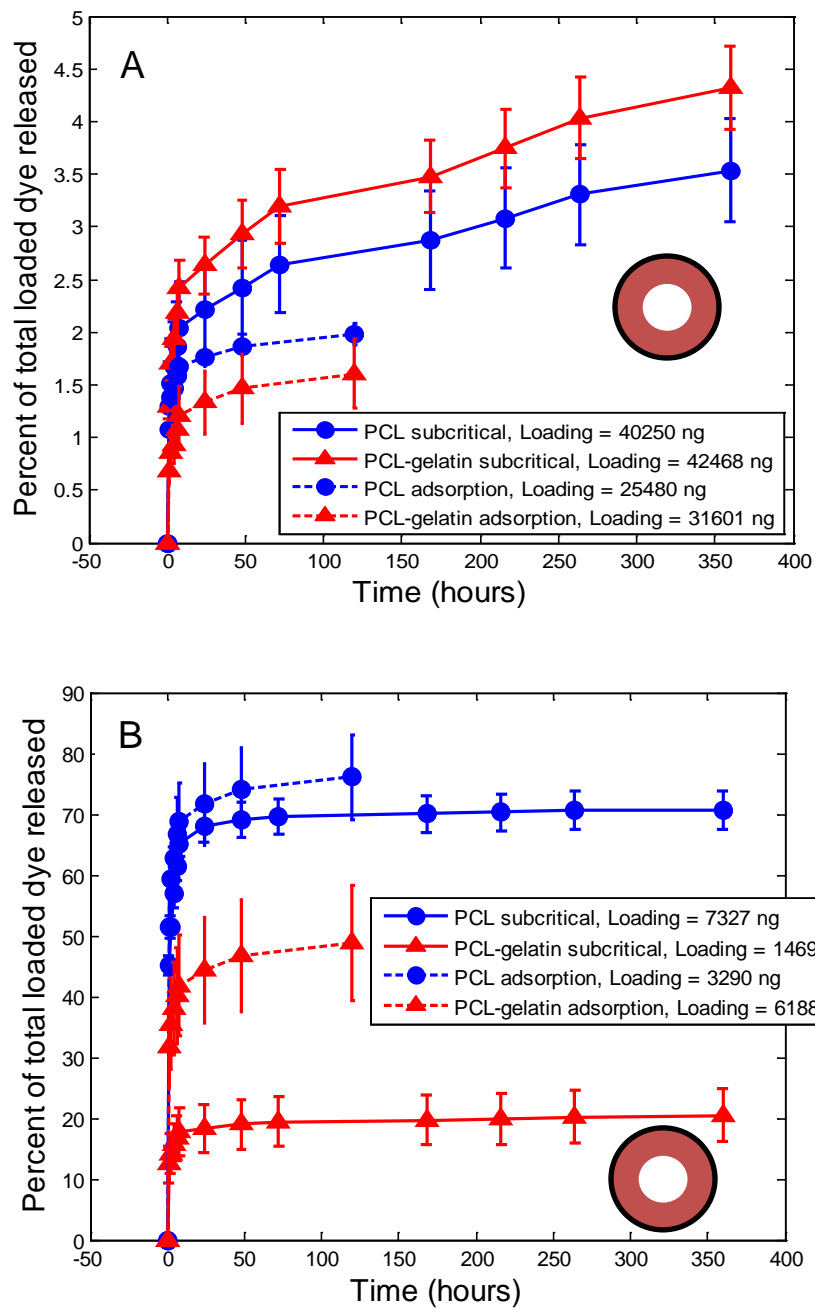 A
Percent of total loaded dye released
5
4.5
4
3.5
3
2.5
2
1.5
1
0.5
0
PCL subcritical, Loading = 40250 ng
PCL-gelatin subcritical, Loading = 42468 ng
PCL adsorption, Loading = 25480 ng
PCL-gelatin adsorption, Loading = 31601 ng
-50 0 50 100 150 200 250 300 350 400
Time (hours)
B
Percent of total loaded dye released
90
80
70
60
50
40
30
20
10
0
PCL subcritical, Loading = 7327 ng
PCL-gelatin subcritical, Loading = 1469
PCL adsorption, Loading = 3290 ng
PCL-gelatin adsorption, Loading = 6188
-50 0 50 100 150 200 250 300 350 400
Time (hours)